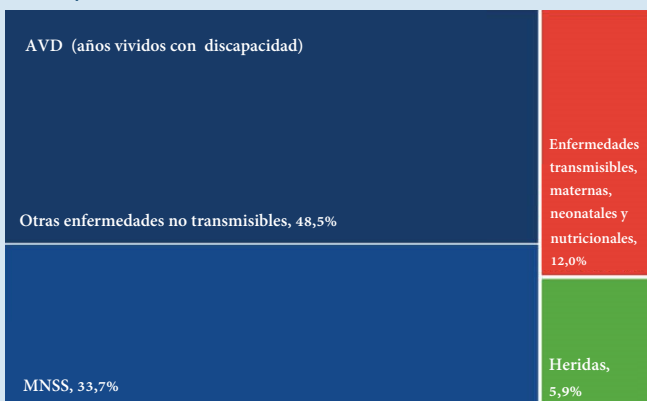 AVD (años vividos con discapacidad)
Otras enfermedades no transmisibles, 48,5%
MNSS, 33,7%
Enfermedades
transmisibles,
maternas,
neonatales y
nutricionales,
12,0%
Heridas,
5,9%